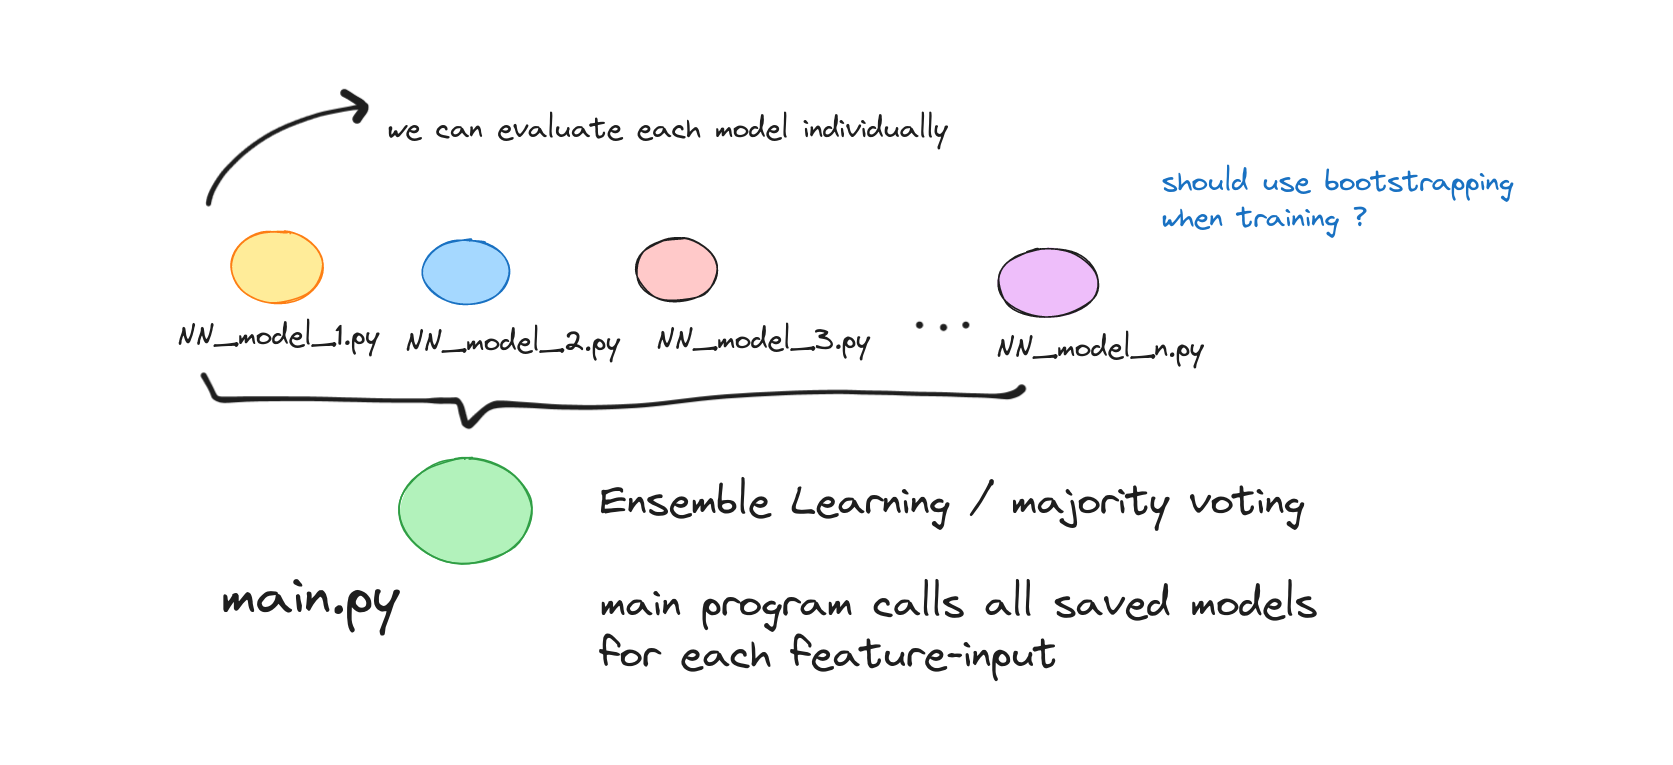 we can evaluate each model individually
should use bootstrapping
when training ?
NN_model_1.py
NN_model_2.py
NN_model_3.py
...
NN_model_n.py
Ensemble Learning / majority voting
main.py
main program calls all saved models
for each feature-input